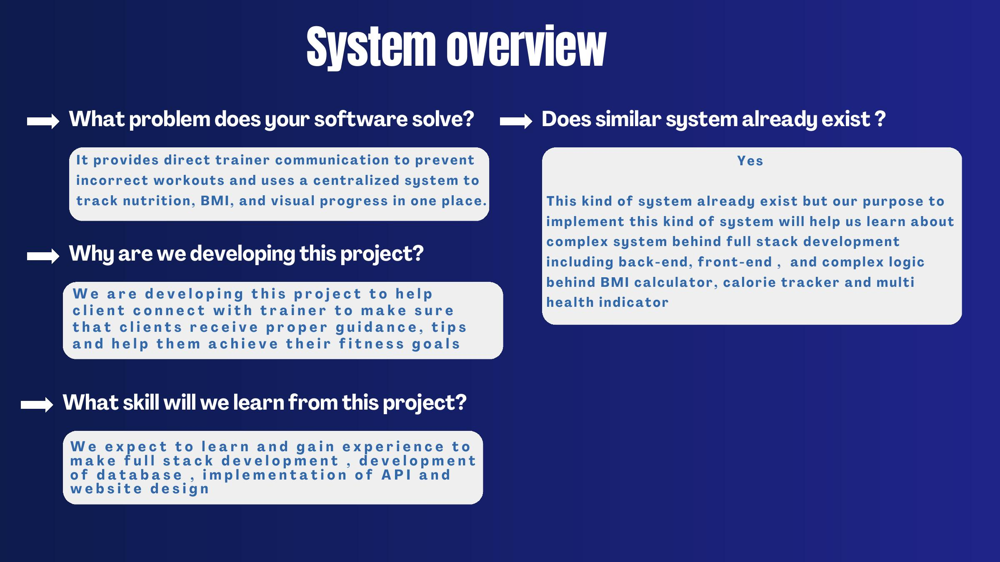 System overview
What problem does your software solve?
It provides direct trainer communication to prevent
incorrect workouts and uses a centralized system to
track nutrition, BMI, and visual progress in one place.
Why are we developing this project?
We are developing this project to help
client connect with trainer to make sure
that clients receive proper guidance, tips
and help them achieve their fitness goals
What skill will we learn from this project?
We expect to learn and gain experience to
make full stack development , development
of database , implementation of API and
website design
Does similar system already exist ?
Yes
This kind of system already exist but our purpose to
implement this kind of system will help us learn about
complex system behind full stack development
including back-end, front-end ,  and complex logic
behind BMI calculator, calorie tracker and multi
health indicator